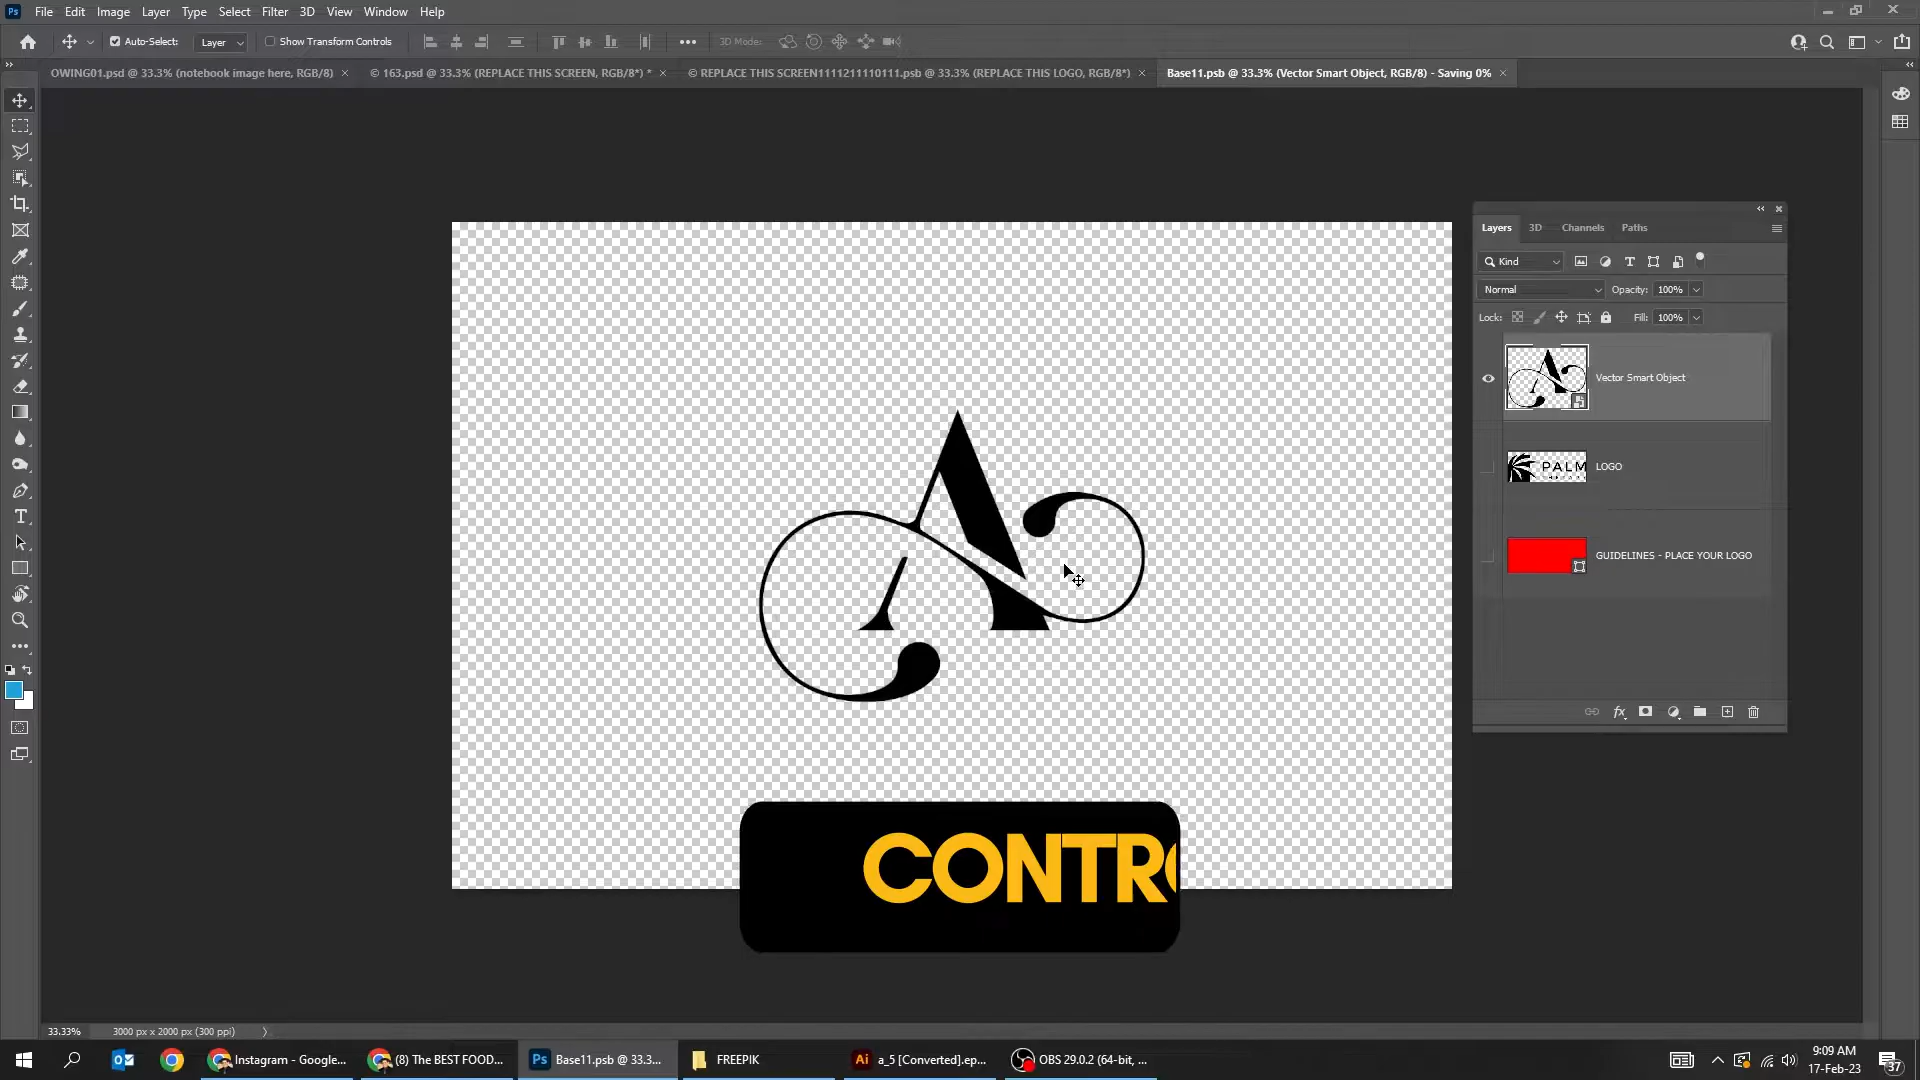 Ps File Edit Image Layer Type Select Filter 3D View Window Help
Auto-Select: Layer Show Transform Controls 3D Mode:
OWING01.psd @ 33.3% (notebook image here, RGB/8) × © 163.psd @ 33.3% (REPLACE THIS SCREEN, RGB/8*) * × © REPLACE THIS SCREEN1111211110111.psb @ 33.3% (REPLACE THIS LOGO, RGB/8*) × Base11.psb @ 33.3% (Vector Smart Object, RGB/8) - Saving 0% ×
Layers 3D Channels Paths
Kind
Normal Opacity: 100%
Lock: Fill: 100%
Vector Smart Object
PALM
LOGO
GUIDELINES - PLACE YOUR LOGO
A
CONTRO
33.33% 3000 px x 2000 px (300 ppi)
Instagram - Google... (8) The BEST FOOD... Ps Base11.psb @ 33.3... FREEPIK Ai a_5 [Converted].ep... OBS 29.0.2 (64-bit, ...
9:09 AM
17-Feb-23
37